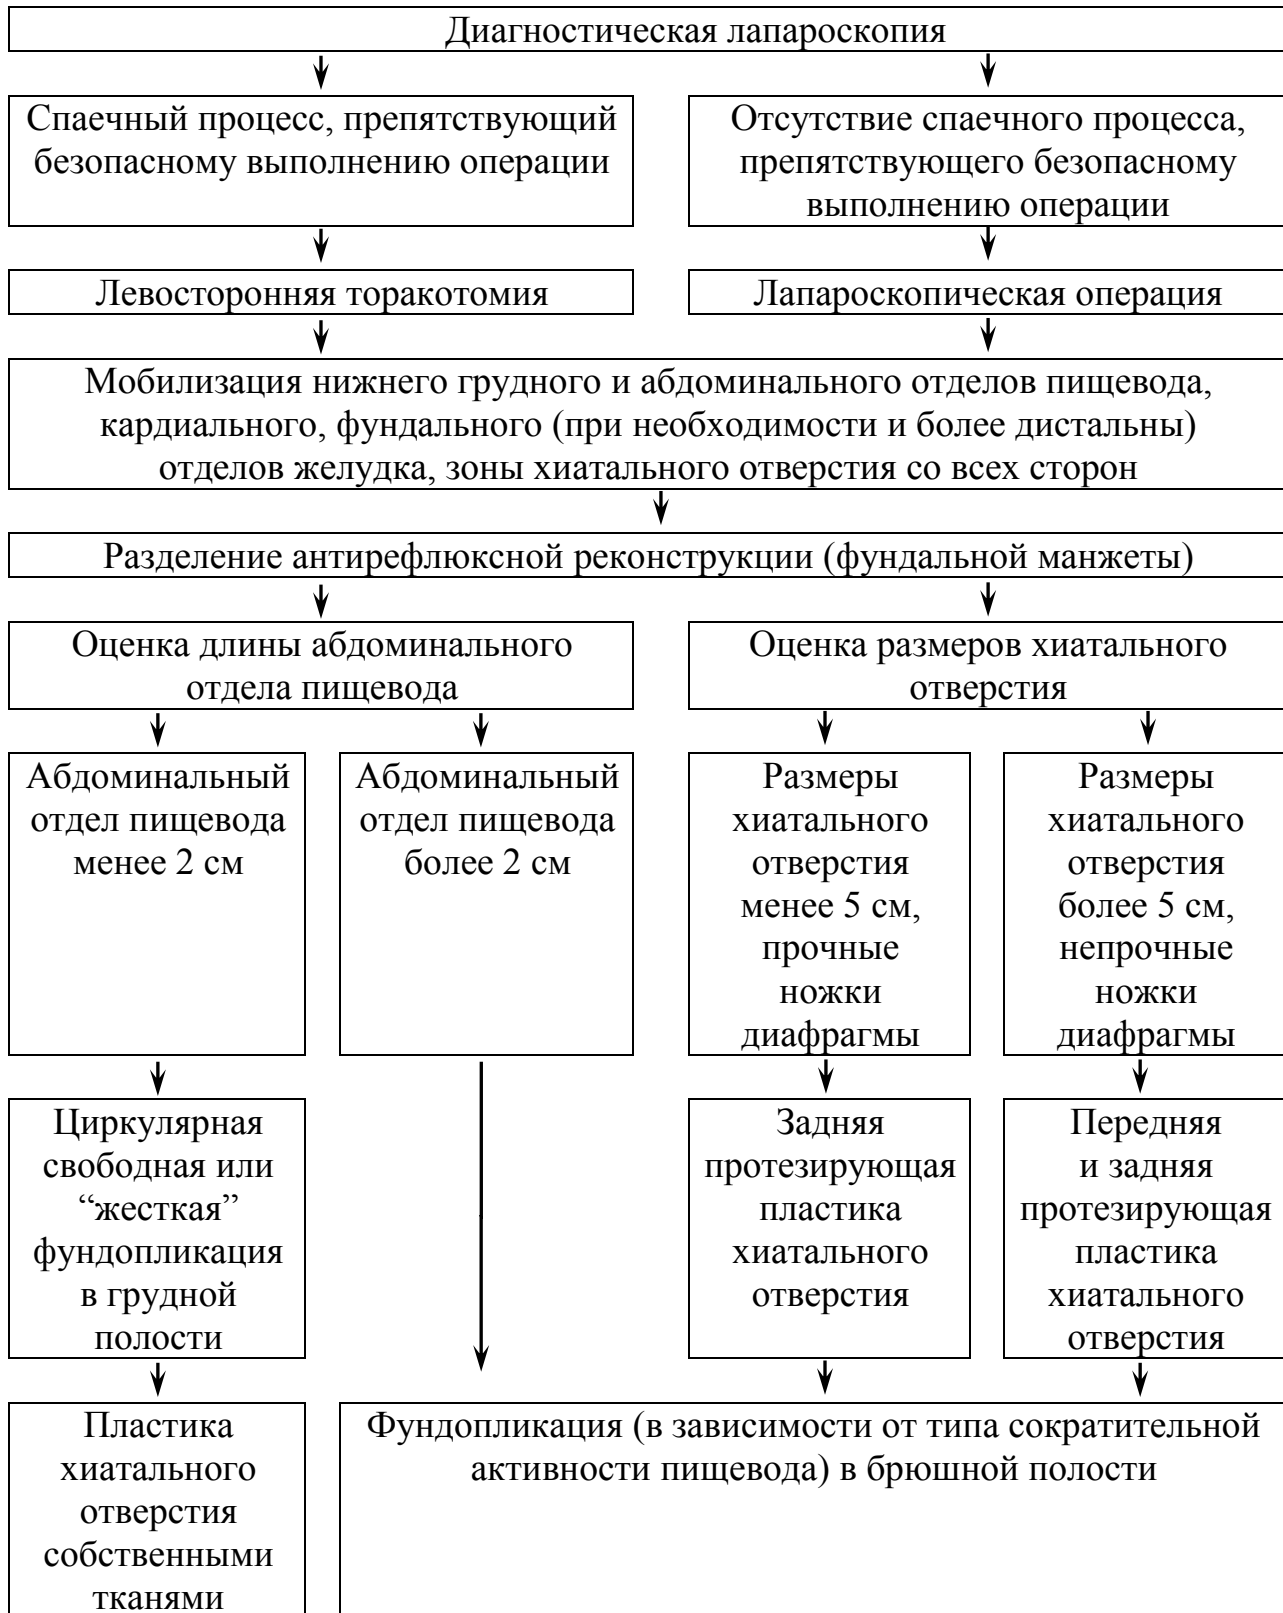 Диагностическая лапароскопия
Спаечный процесс, препятствующий
безопасному выполнению операции
Отсутствие спаечного процесса,
препятствующего безопасному
выполнению операции
Левосторонняя торакотомия
Лапароскопическая операция
Мобилизация нижнего грудного и абдоминального отделов пищевода,
кардиального, фундального (при необходимости и более дистальны)
отделов желудка, зоны хиатального отверстия со всех сторон
Разделение антирефлюксной реконструкции (фундальной манжеты)
Оценка длины абдоминального
отдела пищевода
Оценка размеров хиатального
отверстия
Абдоминальный
отдел пищевода
менее 2 см
Абдоминальный
отдел пищевода
более 2 см
Размеры
хиатального
отверстия
менее 5 см,
прочные
ножки
диафрагмы
Размеры
хиатального
отверстия
более 5 см,
непрочные
ножки
диафрагмы
Циркулярная
свободная или
“жесткая”
фундопликация
в грудной
полости
Задняя
протезирующая
пластика
хиатального
отверстия
Передняя
и задняя
протезирующая
пластика
хиатального
отверстия
Пластика
хиатального
отверстия
собственными
тканями
Фундопликация (в зависимости от типа сократительной
активности пищевода) в брюшной полости